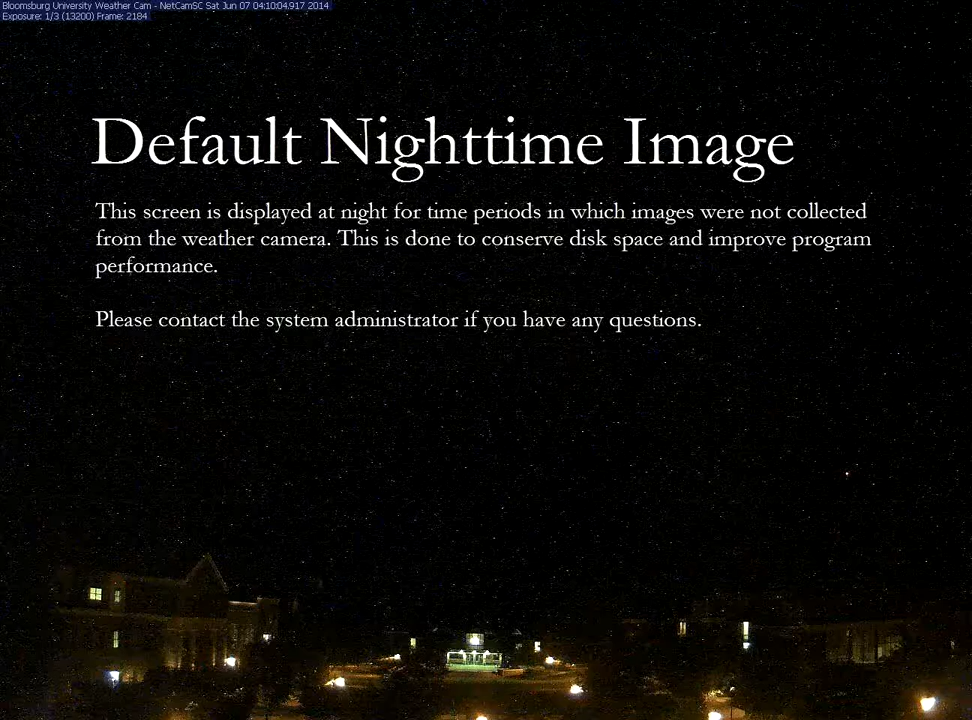 Bloomsburg University Weather Cam - NetCamSC Sat Jun 07 04:10:04.917 2014
Exposure: 1/3 (13200) Frame: 2184
Default Nighttime Image
This screen is displayed at night for time periods in which images were not collected
from the weather camera. This is done to conserve disk space and improve program
performance.
Please contact the system administrator if you have any questions.